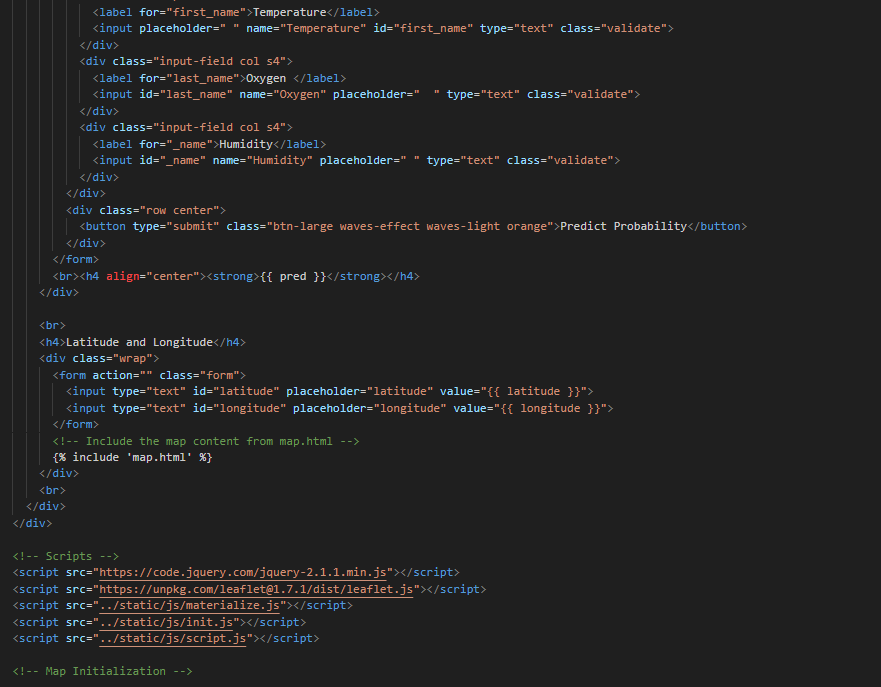 <label for="first_name">Temperature</label>
<input placeholder=" " name="Temperature" id="first_name" type="text" class="validate">
</div>
<div class="input-field col s4">
<label for="last_name">Oxygen </label>
<input id="last_name" name="Oxygen" placeholder="  " type="text" class="validate">
</div>
<div class="input-field col s4">
<label for="_name">Humidity</label>
<input id="_name" name="Humidity" placeholder=" " type="text" class="validate">
</div>
</div>
<div class="row center">
<button type="submit" class="btn-large waves-effect waves-light orange">Predict Probability</button>
</div>
</form>
<br><h4 align="center"><strong>{{ pred }}</strong></h4>
</div>
<br>
<h4>Latitude and Longitude</h4>
<div class="wrap">
<form action="" class="form">
<input type="text" id="latitude" placeholder="latitude" value="{{ latitude }}">
<input type="text" id="longitude" placeholder="longitude" value="{{ longitude }}">
</form>
<!-- Include the map content from map.html -->
{% include 'map.html' %}
</div>
<br>
</div>
</div>
<!-- Scripts -->
<script src="https://code.jquery.com/jquery-2.1.1.min.js"></script>
<script src="https://unpkg.com/leaflet@1.7.1/dist/leaflet.js"></script>
<script src="../static/js/materialize.js"></script>
<script src="../static/js/init.js"></script>
<script src="../static/js/script.js"></script>
<!-- Map Initialization -->